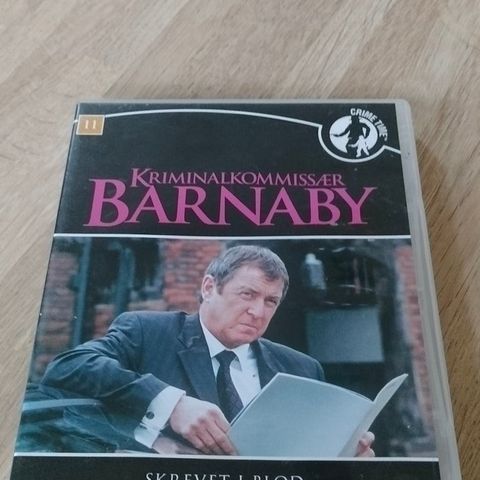 11
CRIME TIME
KRIMINALKOMMISSÆR
BARNABY
SKREVET I BLOD